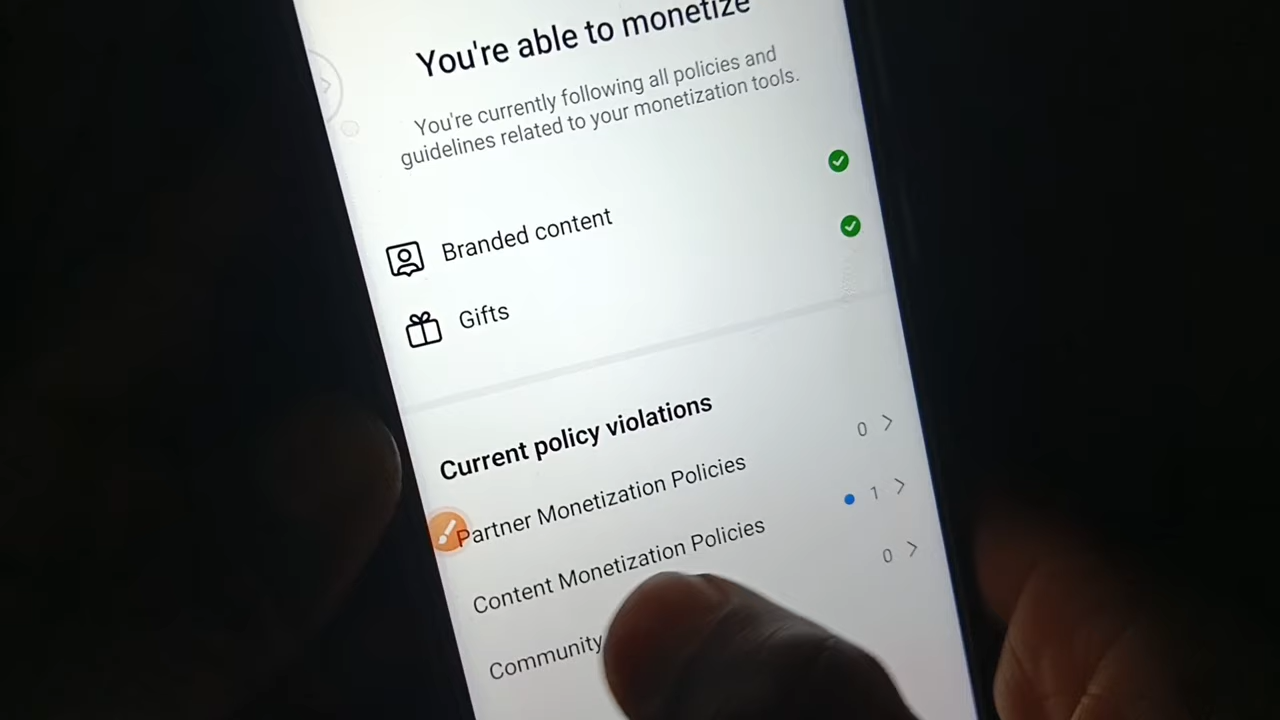 You're able to monetize
You're currently following all policies and
guidelines related to your monetization tools.
Branded content
Gifts
Current policy violations
Partner Monetization Policies 0
Content Monetization Policies 1
Community 0